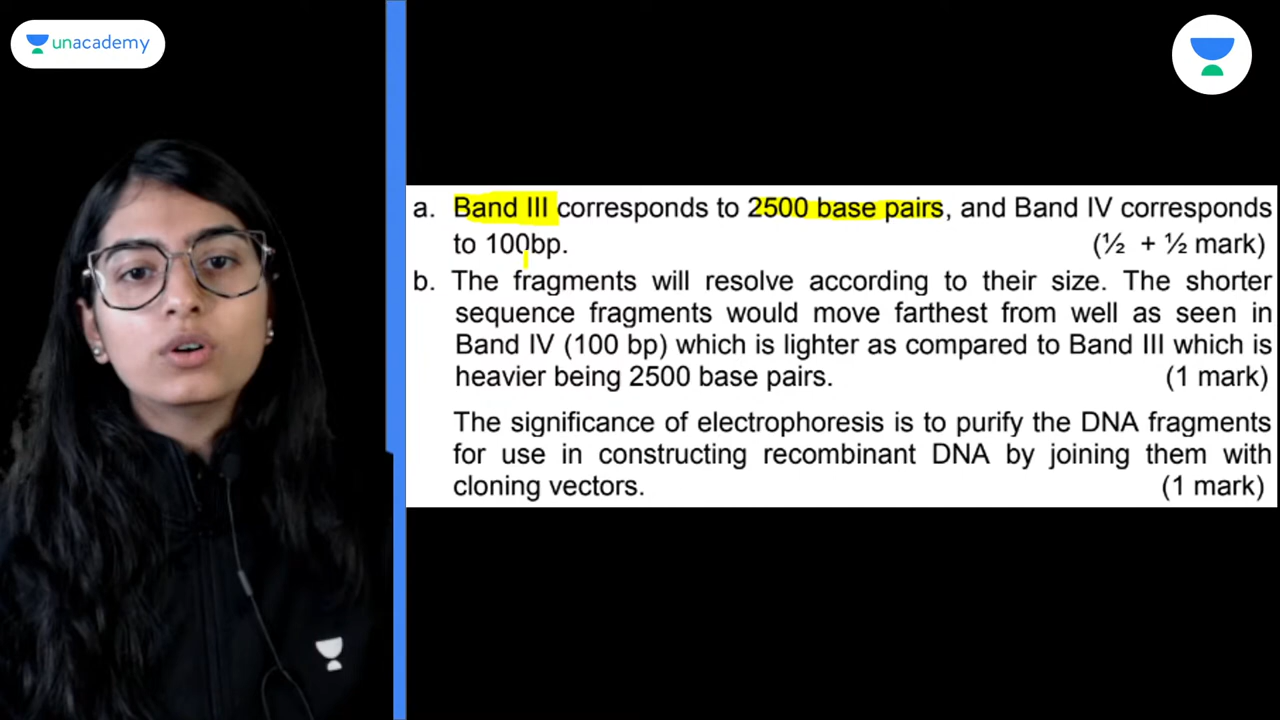 unacademy
a. Band III corresponds to 2500 base pairs, and Band IV corresponds
to 100bp. (½ + ½ mark)
b. The fragments will resolve according to their size. The shorter
sequence fragments would move farthest from well as seen in
Band IV (100 bp) which is lighter as compared to Band III which is
heavier being 2500 base pairs. (1 mark)
The significance of electrophoresis is to purify the DNA fragments
for use in constructing recombinant DNA by joining them with
cloning vectors. (1 mark)